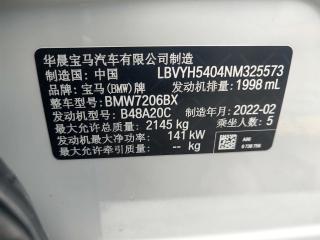 华晨宝马汽车有限公司制造
制造国：中国 LBVYH5404NM325573
品牌：宝马(BMW)牌 发动机排量：1998 mL
整车型号：BMW7206BX
发动机型号：B48A20C 制造年月：2022-02
最大允许总质量：2145 kg 乘坐人数：5
发动机最大净功率：141 kW
最大允许牵引质量： kg